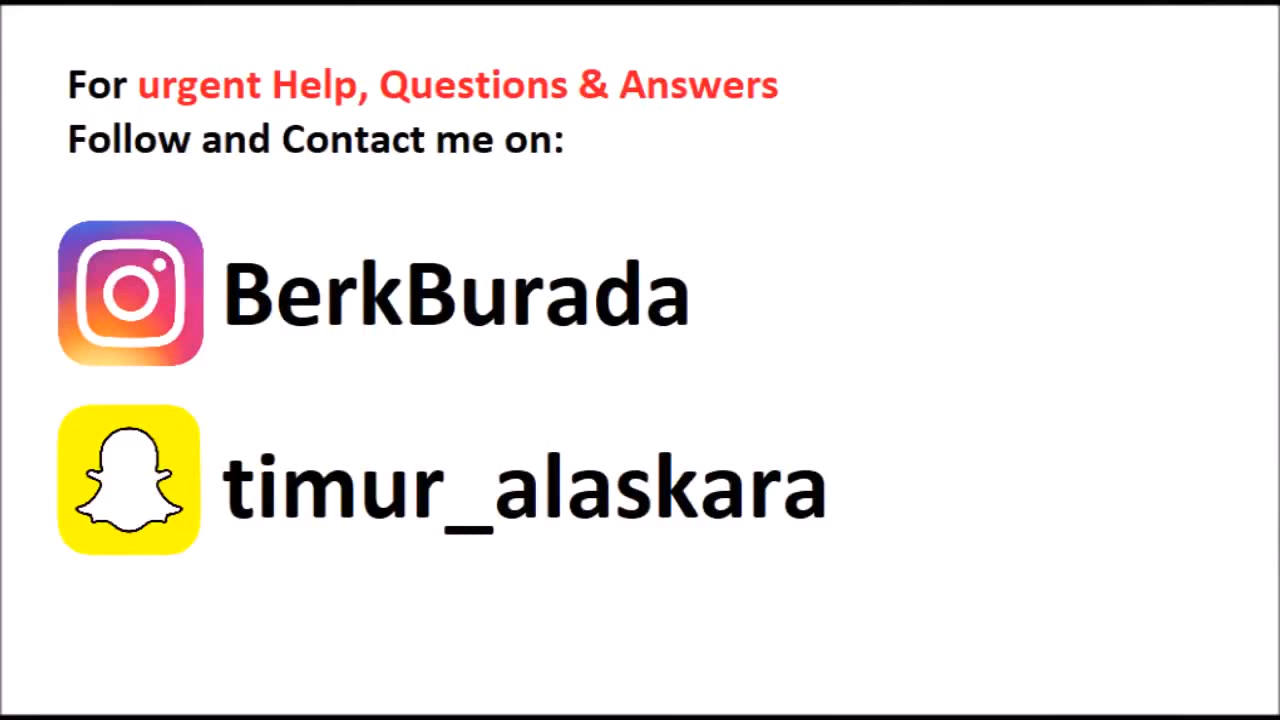 For urgent Help, Questions & Answers
Follow and Contact me on:
BerkBurada
timur_alaskara